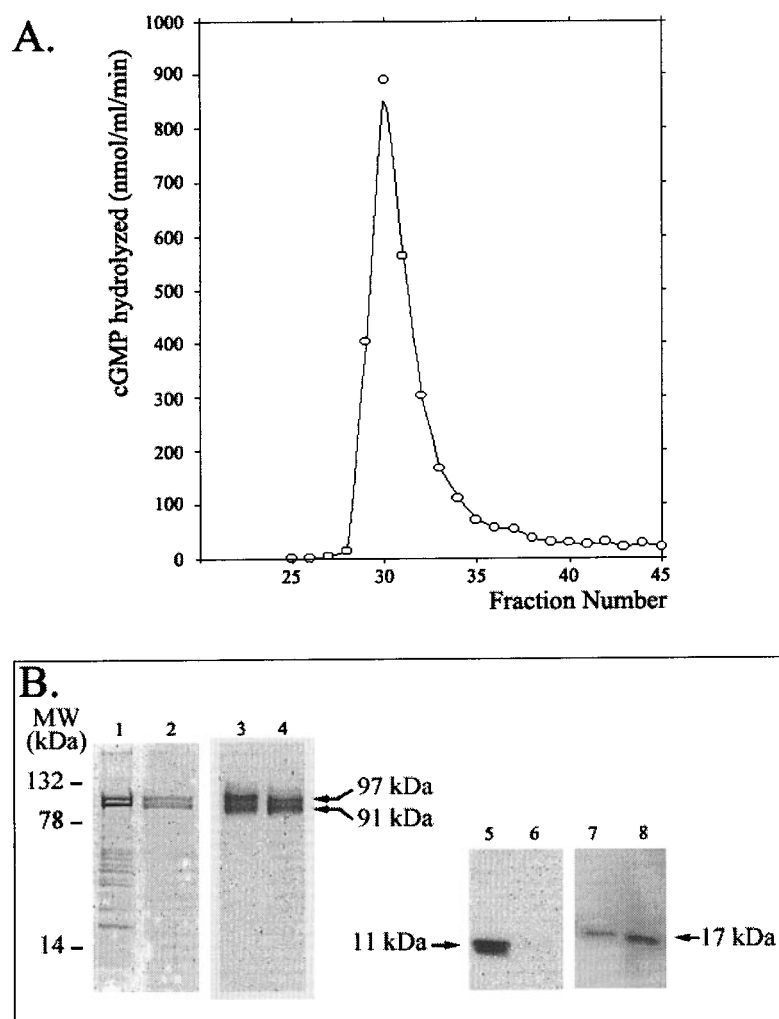 A.
cGMP hydrolyzed (nmol/ml/min)
1000
900
800
700
600
500
400
300
200
100
0
25 30 35 40 45
Fraction Number
B.
MW
(kDa)
1 2 3 4
132 –
78 –
14 –
97 kDa
91 kDa
5 6 7 8
11 kDa
17 kDa